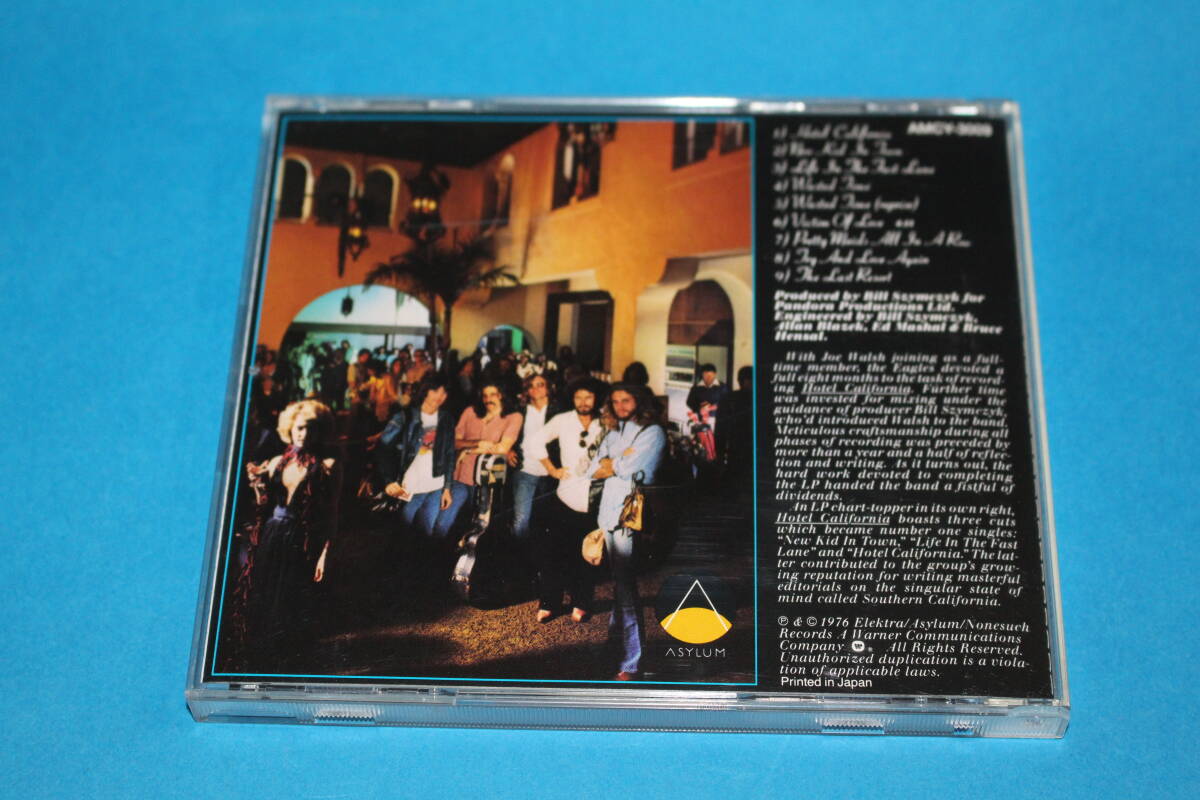 AMCY-3009
1) Hotel California
2) New Kid In Town
3) Life In The Fast Lane
4) Wasted Time
5) Wasted Time (reprise)
6) Victim Of Love
7) Pretty Maids All In A Row
8) Try And Love Again
9) The Last Resort
Produced by Bill Szymczyk for
Pandora Productions Ltd.
Engineered by Bill Szymczyk,
Allan Blazek, Ed Mashal & Bruce
Hensal.
With Joe Walsh joining as a full-
time member, the Eagles devoted a
full eight months to the task of record-
ing Hotel California. Further time
was invested for mixing under the
guidance of producer Bill Szymczyk,
who'd introduced Walsh to the band.
Meticulous craftsmanship during all
phases of recording was preceded by
more than a year and a half of reflec-
tion and writing. As it turns out, the
hard work devoted to completing
the LP handed the band a fistful of
dividends.
An LP chart-topper in its own right,
Hotel California boasts three cuts
which became number one singles:
"New Kid In Town," "Life In The Fast
Lane" and "Hotel California." The lat-
ter contributed to the group's grow-
ing reputation for writing masterful
editorials on the singular state of
mind called Southern California.
℗ & © 1976 Elektra/Asylum/Nonesuch
Records A Warner Communications
Company. All Rights Reserved.
Unauthorized duplication is a viola-
tion of applicable laws.
Printed in Japan
ASYLUM